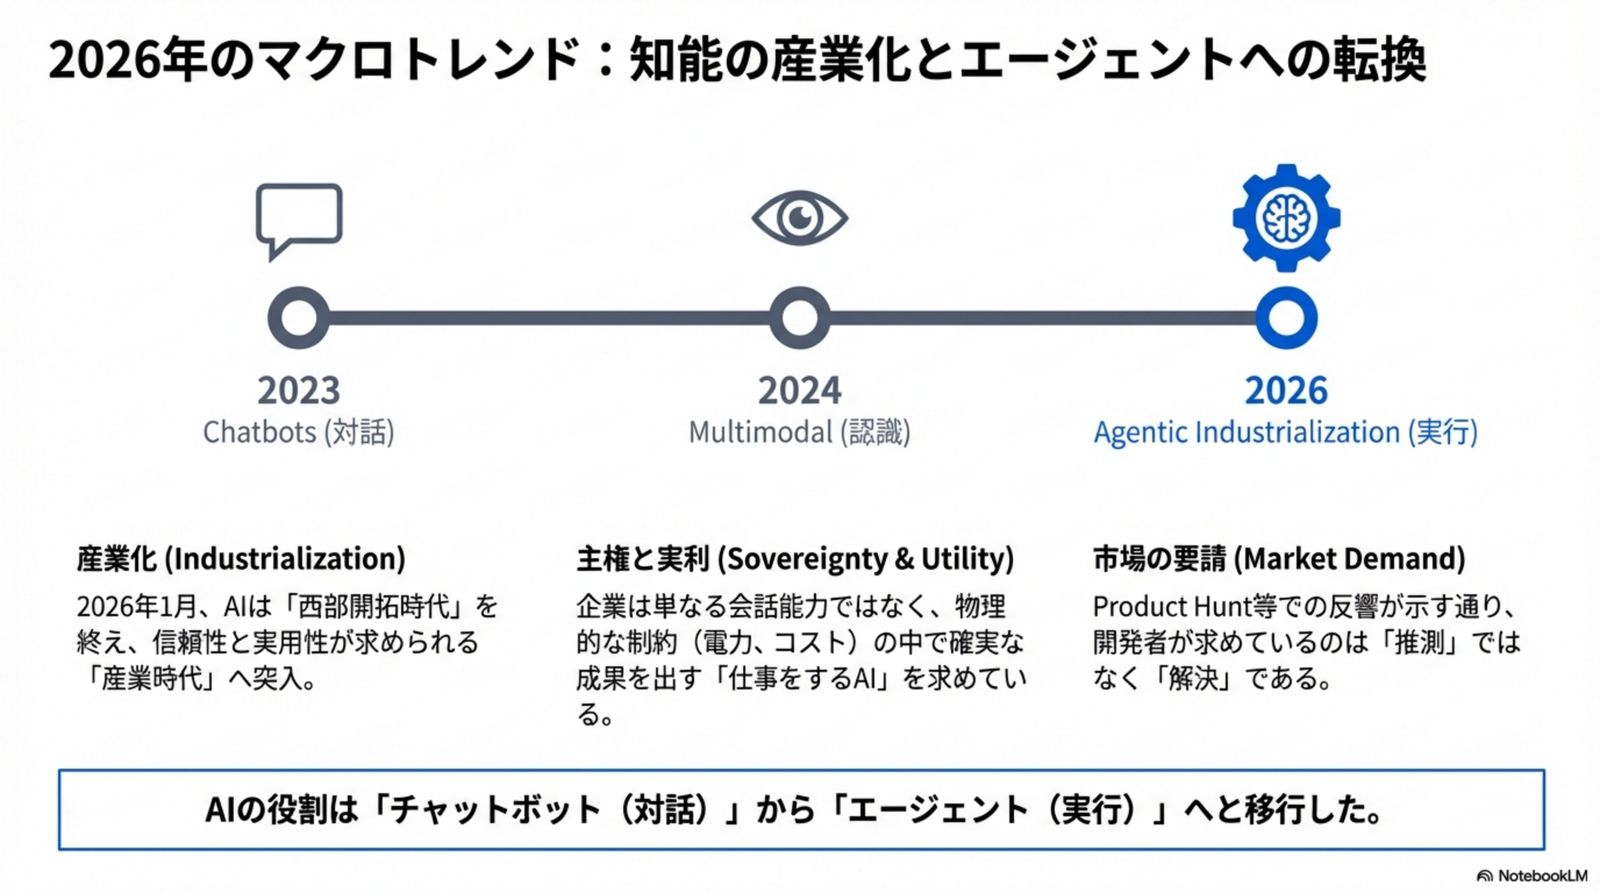 2026年のマクロトレンド：知能の産業化とエージェントへの転換
2023
Chatbots (対話)
2024
Multimodal (認識)
2026
Agentic Industrialization (実行)
産業化 (Industrialization)
2026年1月、AIは「西部開拓時代」を
終え、信頼性と実用性が求められる
「産業時代」へ突入。
主権と実利 (Sovereignty & Utility)
企業は単なる会話能力ではなく、物理
的な制約（電力、コスト）の中で確実な
成果を出す「仕事をするAI」を求めてい
る。
市場の要請 (Market Demand)
Product Hunt等での反響が示す通り、
開発者が求めているのは「推測」では
なく「解決」である。
AIの役割は「チャットボット（対話）」から「エージェント（実行）」へと移行した。
NotebookLM